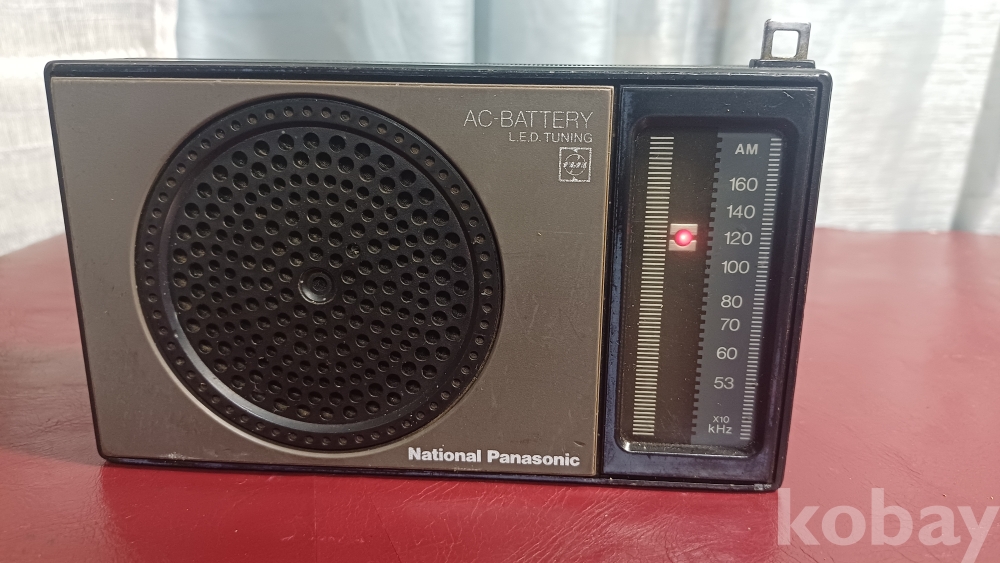 AC-BATTERY
L.E.D. TUNING
AM
160
140
120
100
80
70
60
53
X10
kHz
National Panasonic
kobay